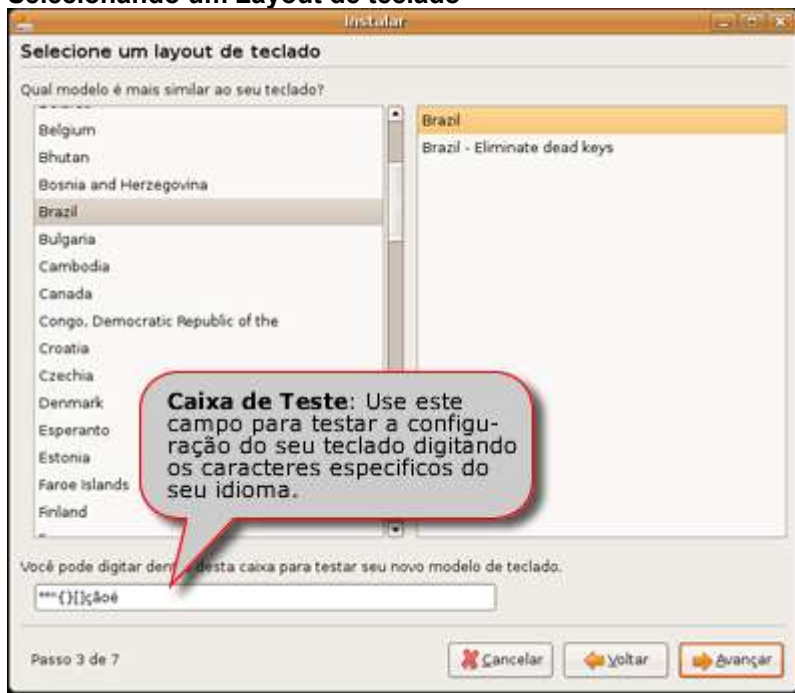 Selecionando um Layout de teclado
Instalar
Selecione um layout de teclado
Qual modelo é mais similar ao seu teclado?
Belgium
Bhutan
Bosnia and Herzegovina
Brazil
Bulgaria
Cambodia
Canada
Congo, Democratic Republic of the
Croatia
Czechia
Denmark
Esperanto
Estonia
Faroe Islands
Finland
Brazil
Brazil - Eliminate dead keys
Caixa de Teste: Use este
campo para testar a configu-
ração do seu teclado digitando
os caracteres especificos do
seu idioma.
Você pode digitar desta caixa para testar seu novo modelo de teclado.
Passo 3 de 7
Cancelar
Voltar
Avançar